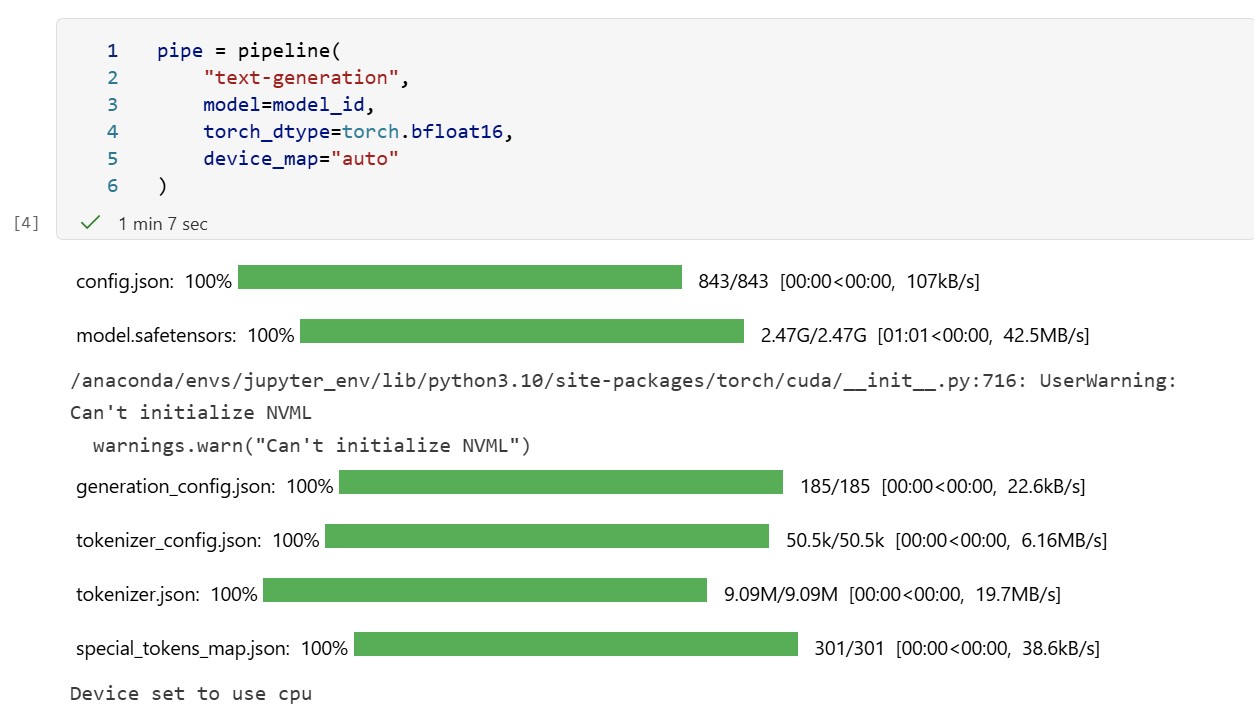 1 pipe = pipeline(
2     "text-generation",
3     model=model_id,
4     torch_dtype=torch.bfloat16,
5     device_map="auto"
6 )
[4] ✓ 1 min 7 sec
config.json: 100% 843/843 [00:00<00:00, 107kB/s]
model.safetensors: 100% 2.47G/2.47G [01:01<00:00, 42.5MB/s]
/anaconda/envs/jupyter_env/lib/python3.10/site-packages/torch/cuda/__init__.py:716: UserWarning:
Can't initialize NVML
  warnings.warn("Can't initialize NVML")
generation_config.json: 100% 185/185 [00:00<00:00, 22.6kB/s]
tokenizer_config.json: 100% 50.5k/50.5k [00:00<00:00, 6.16MB/s]
tokenizer.json: 100% 9.09M/9.09M [00:00<00:00, 19.7MB/s]
special_tokens_map.json: 100% 301/301 [00:00<00:00, 38.6kB/s]
Device set to use cpu